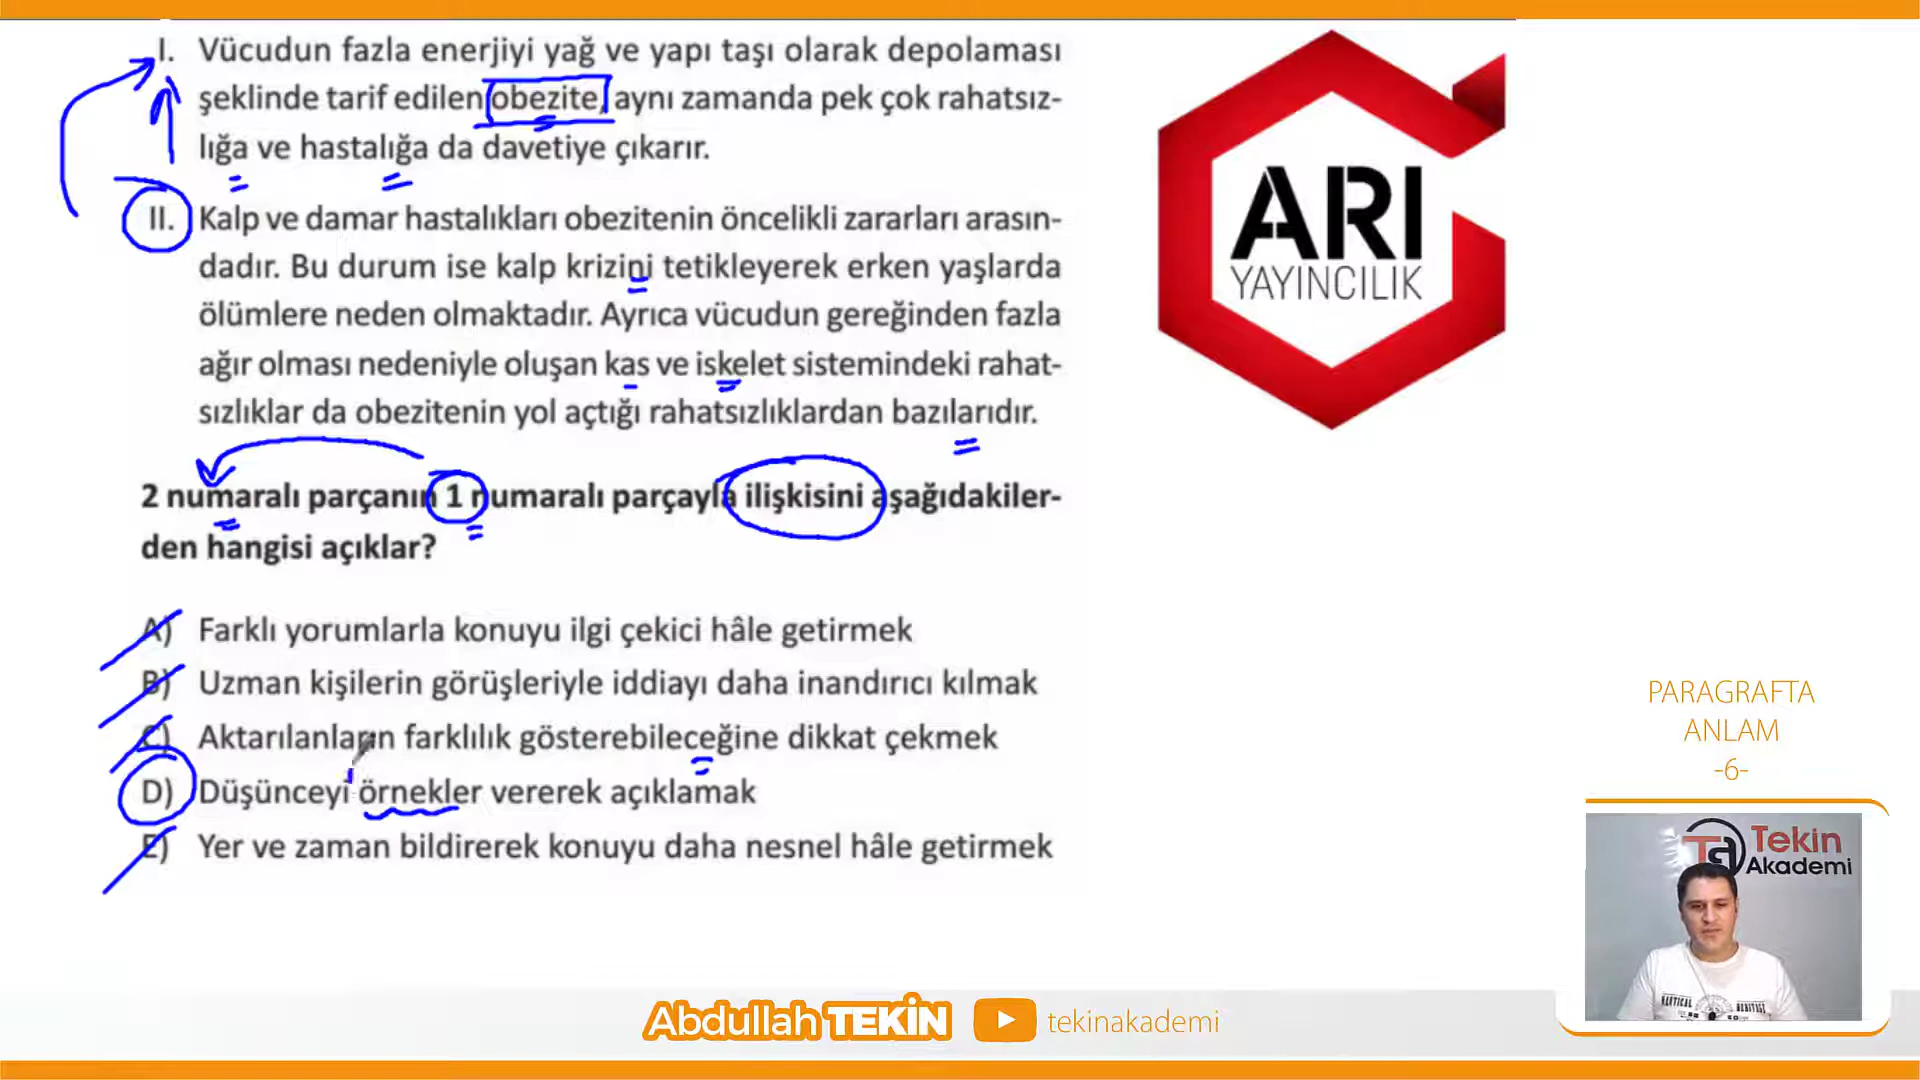 I. Vücudun fazla enerjiyi yağ ve yapı taşı olarak depolaması
şeklinde tarif edilen obezite, aynı zamanda pek çok rahatsız-
lığa ve hastalığa da davetiye çıkarır.
II. Kalp ve damar hastalıkları obezitenin öncelikli zararları arasın-
dadır. Bu durum ise kalp krizini tetikleyerek erken yaşlarda
ölümlere neden olmaktadır. Ayrıca vücudun gereğinden fazla
ağır olması nedeniyle oluşan kas ve iskelet sistemindeki rahat-
sızlıklar da obezitenin yol açtığı rahatsızlıklardan bazılarıdır.
2 numaralı parçanın 1 numaralı parçayla ilişkisini aşağıdakiler-
den hangisi açıklar?
A) Farklı yorumlarla konuyu ilgi çekici hâle getirmek
B) Uzman kişilerin görüşleriyle iddiayı daha inandırıcı kılmak
C) Aktarılanların farklılık gösterebileceğine dikkat çekmek
D) Düşünceyi örnekler vererek açıklamak
E) Yer ve zaman bildirerek konuyu daha nesnel hâle getirmek
ARI
YAYINCILIK
PARAGRAFTA
ANLAM
-6-
Ta Tekin
Akademi
NAUTICAL HERITAGE
Abdullah TEKİN
tekinakademi